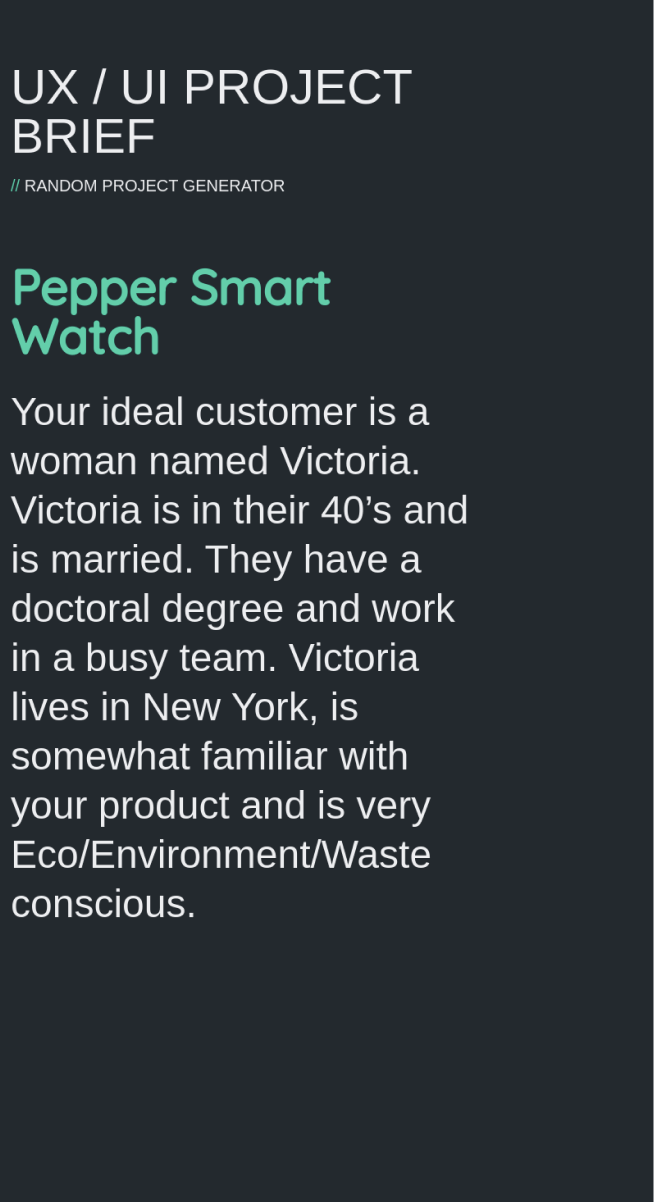 UX / UI PROJECT
BRIEF
// RANDOM PROJECT GENERATOR
Pepper Smart
Watch
Your ideal customer is a
woman named Victoria.
Victoria is in their 40’s and
is married. They have a
doctoral degree and work
in a busy team. Victoria
lives in New York, is
somewhat familiar with
your product and is very
Eco/Environment/Waste
conscious.